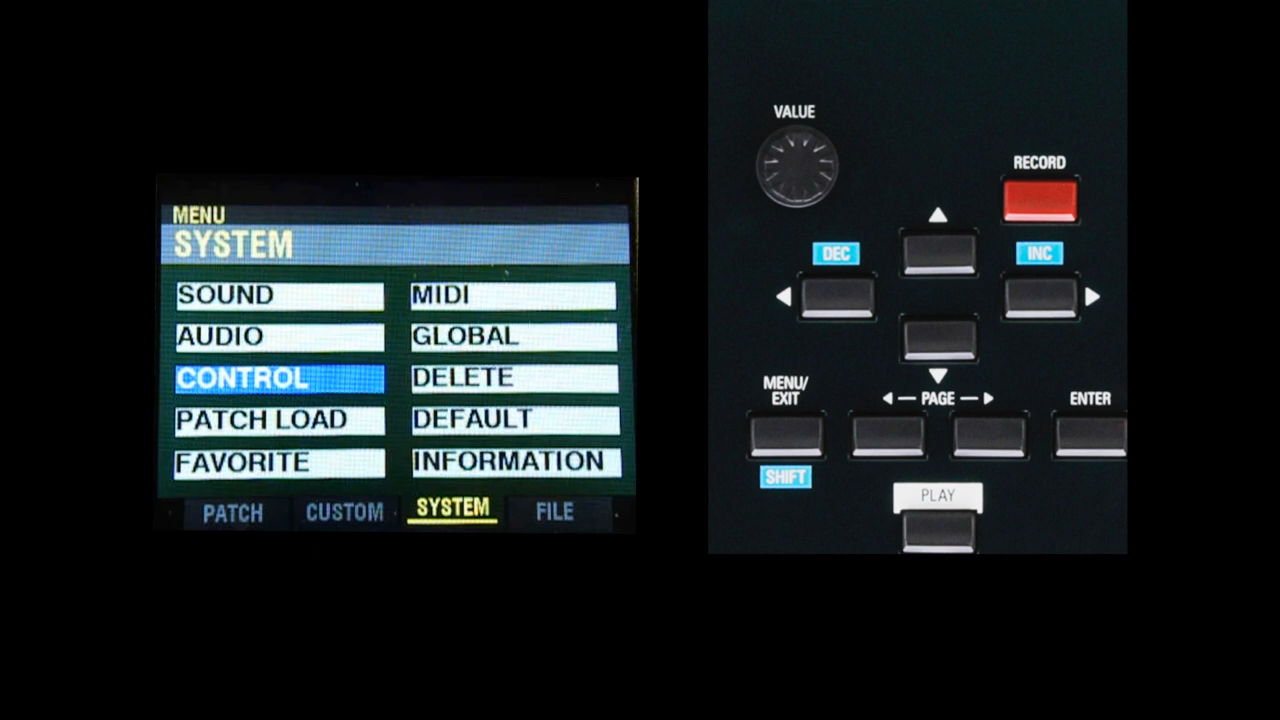 MENU
SYSTEM
SOUND
MIDI
AUDIO
GLOBAL
CONTROL
DELETE
PATCH LOAD
DEFAULT
FAVORITE
INFORMATION
PATCH
CUSTOM
SYSTEM
FILE
VALUE
RECORD
DEC
INC
MENU/
EXIT
PAGE
ENTER
SHIFT
PLAY